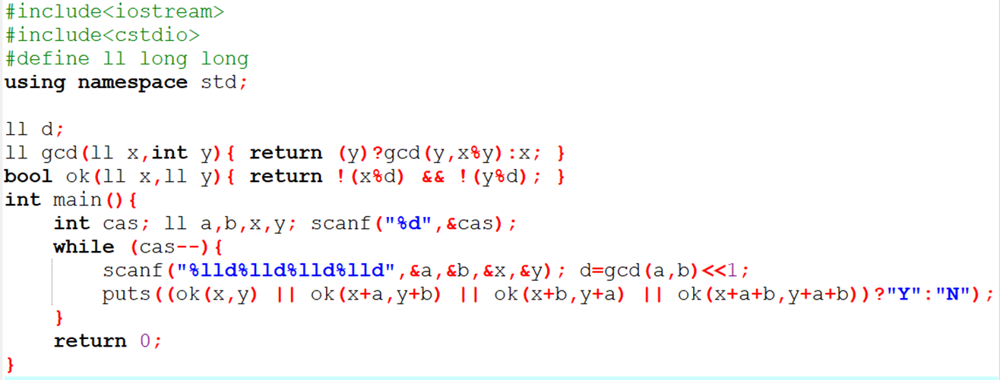 #include<iostream>
#include<cstdio>
#define ll long long
using namespace std;

ll d;
ll gcd(ll x,int y){ return (y)?gcd(y,x%y):x; }
bool ok(ll x,ll y){ return !(x%d) && !(y%d); }
int main(){
    int cas; ll a,b,x,y; scanf("%d",&cas);
    while (cas--){
        scanf("%lld%lld%lld%lld",&a,&b,&x,&y); d=gcd(a,b)<<1;
        puts((ok(x,y) || ok(x+a,y+b) || ok(x+b,y+a) || ok(x+a+b,y+a+b))?"Y":"N");
    }
    return 0;
}